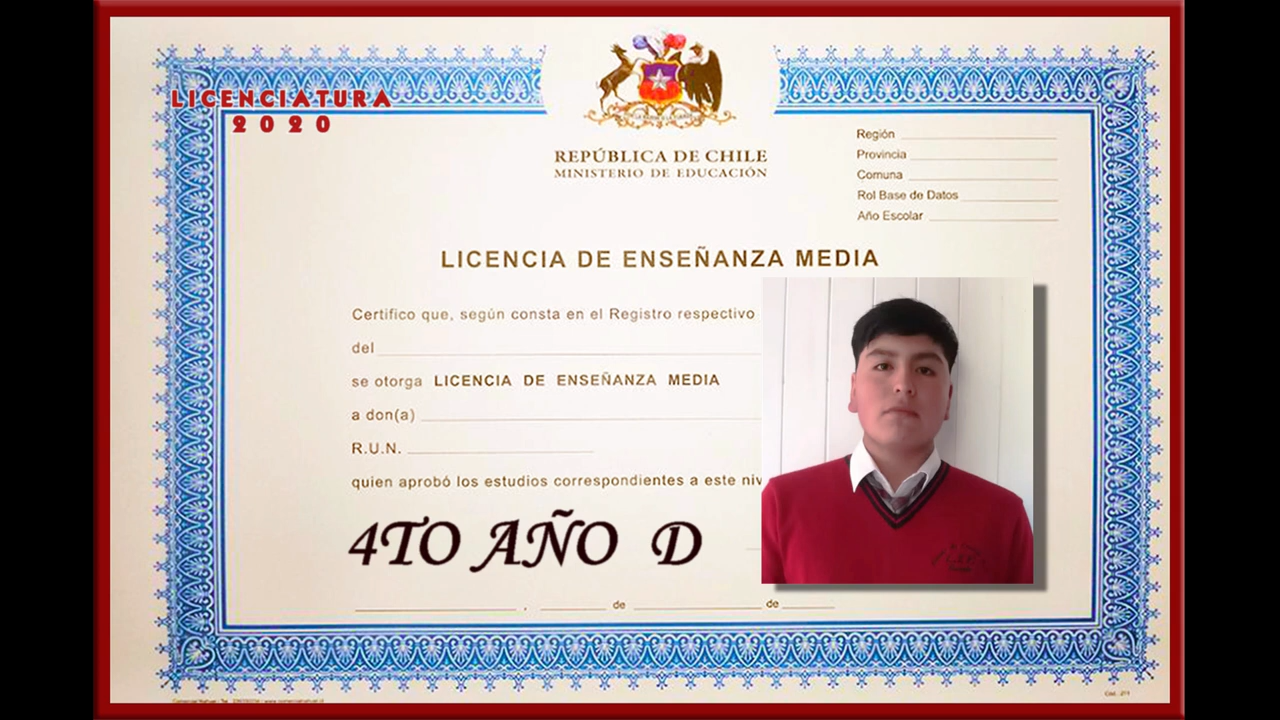 LICENCIATURA
2020
REPÚBLICA DE CHILE
MINISTERIO DE EDUCACIÓN
Región
Provincia
Comuna
Rol Base de Datos
Año Escolar
LICENCIA DE ENSEÑANZA MEDIA
Certifico que, según consta en el Registro respectivo
del
se otorga LICENCIA DE ENSEÑANZA MEDIA
a don(a)
R.U.N.
quien aprobó los estudios correspondientes a este niv
4TO AÑO D
, de de